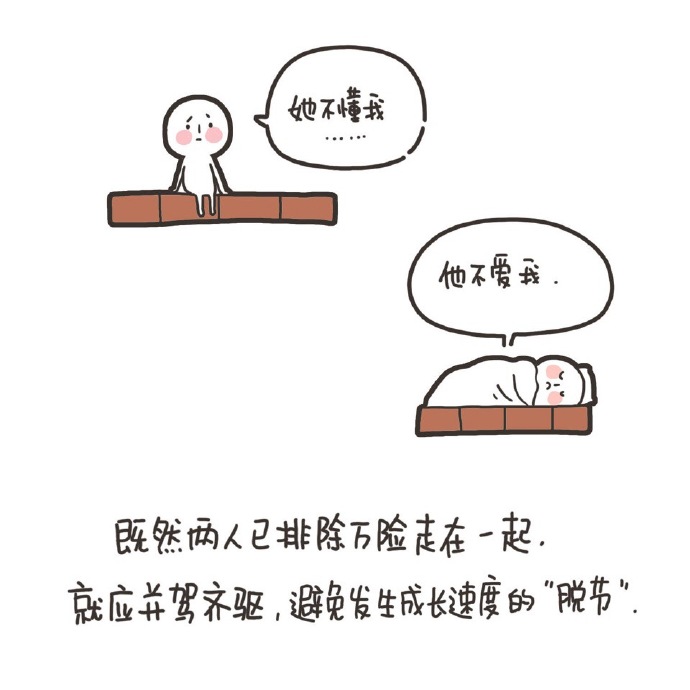 她不懂我
......
他不爱我.
既然两人已排除万险走在一起.
就应并驾齐驱,避免发生成长速度的"脱节".